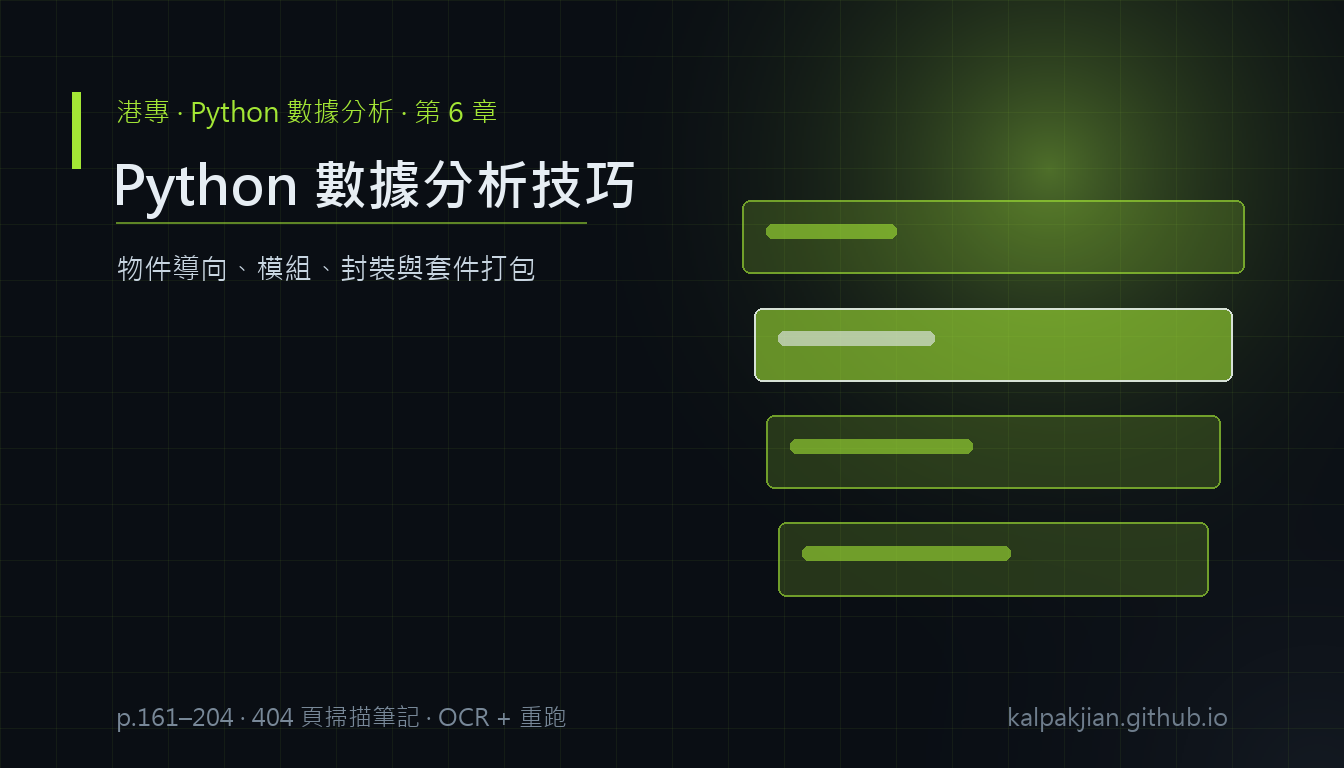 港專 · Python 數據分析 · 第 6 章
Python 數據分析技巧
物件導向、模組、封裝與套件打包
p.161–204 · 404 頁掃描筆記 · OCR + 重跑
kalpakjian.github.io